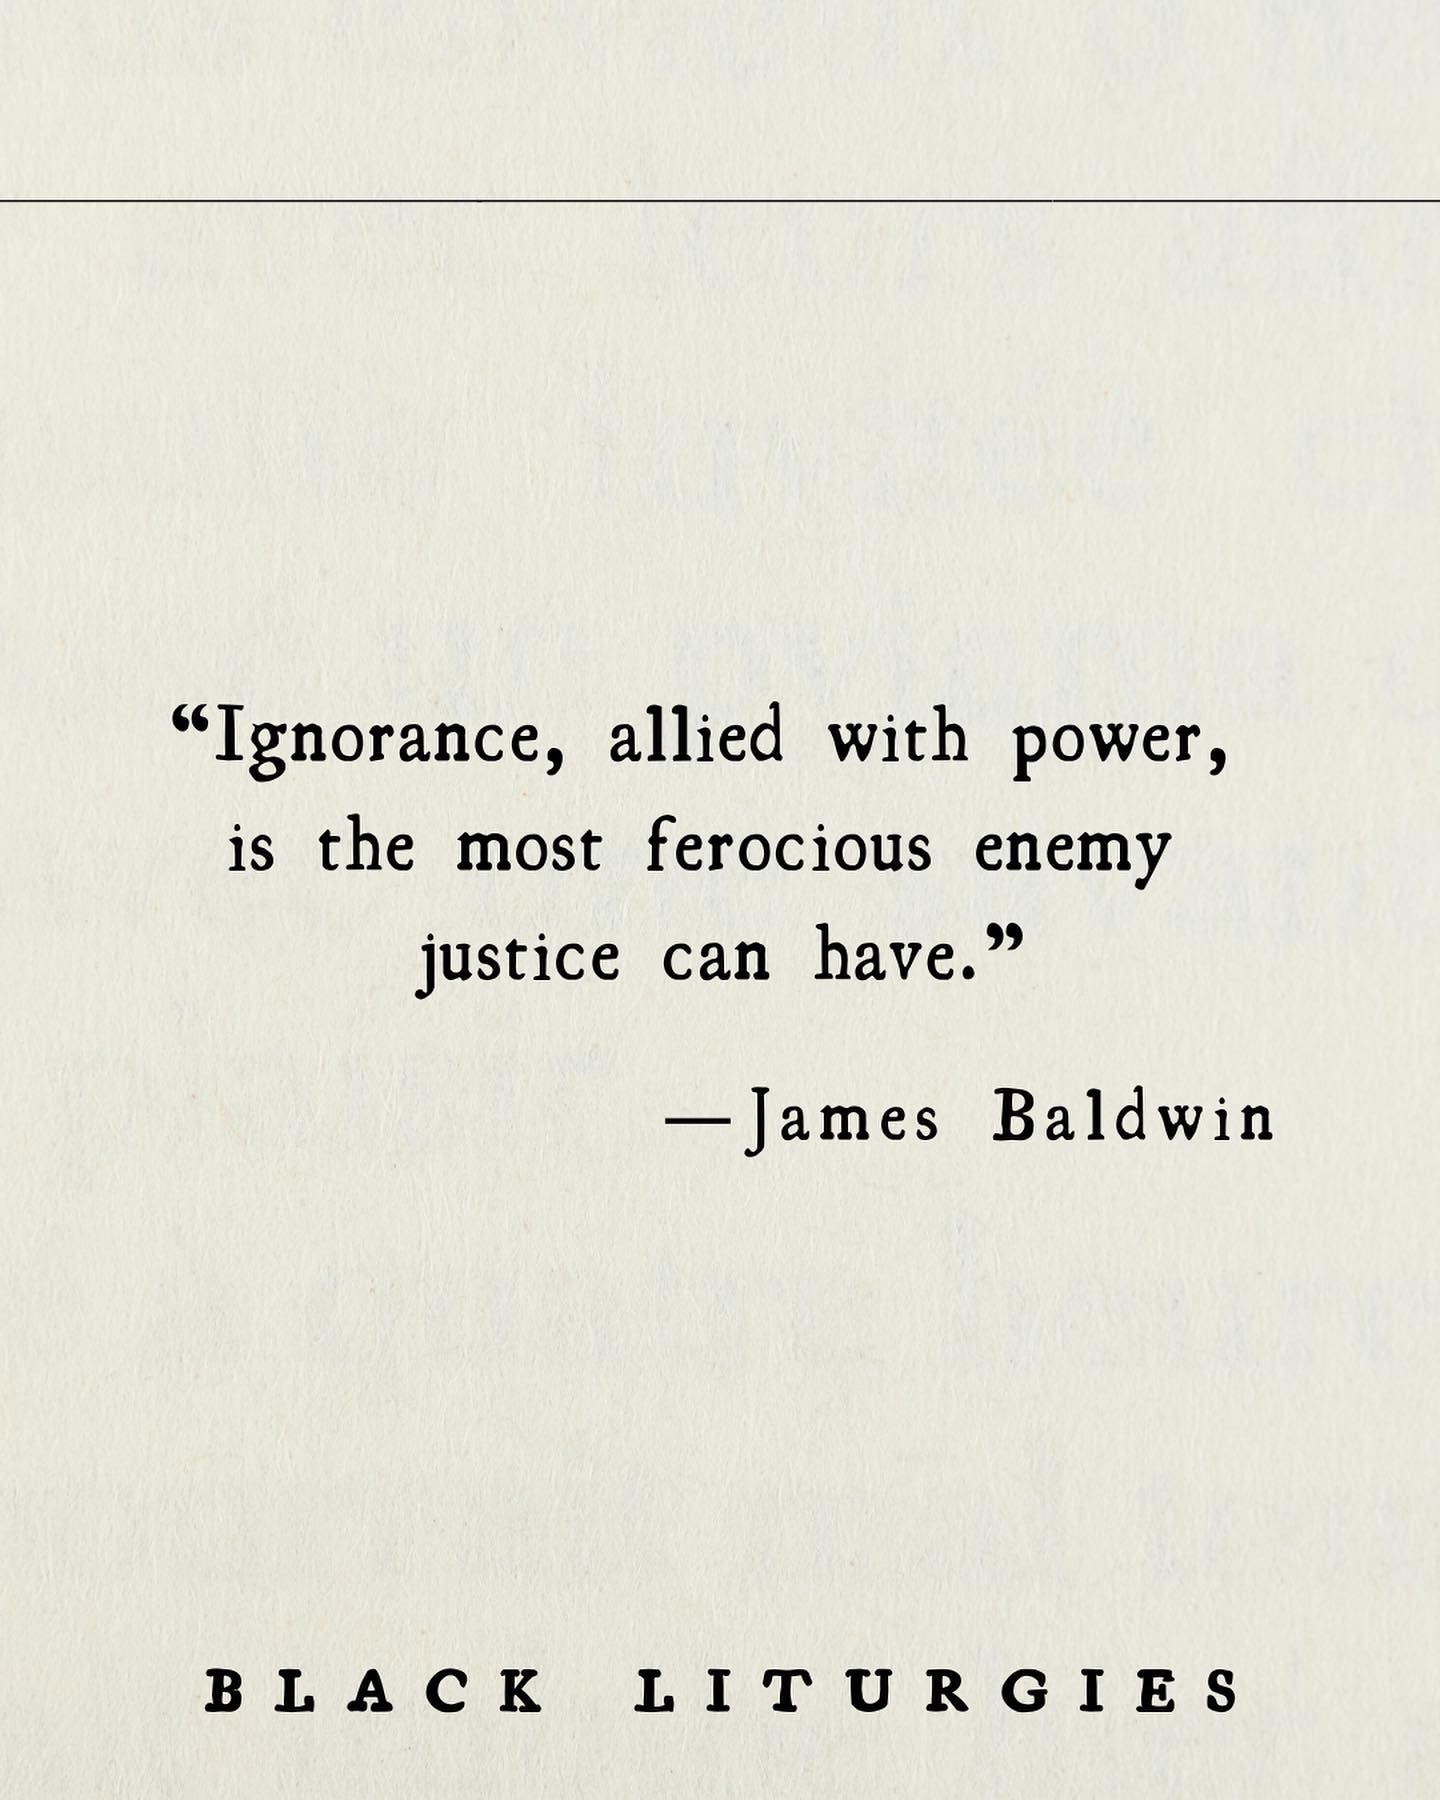 “Ignorance, allied with power,
is the most ferocious enemy
justice can have.”
—James Baldwin
BLACK LITURGIES